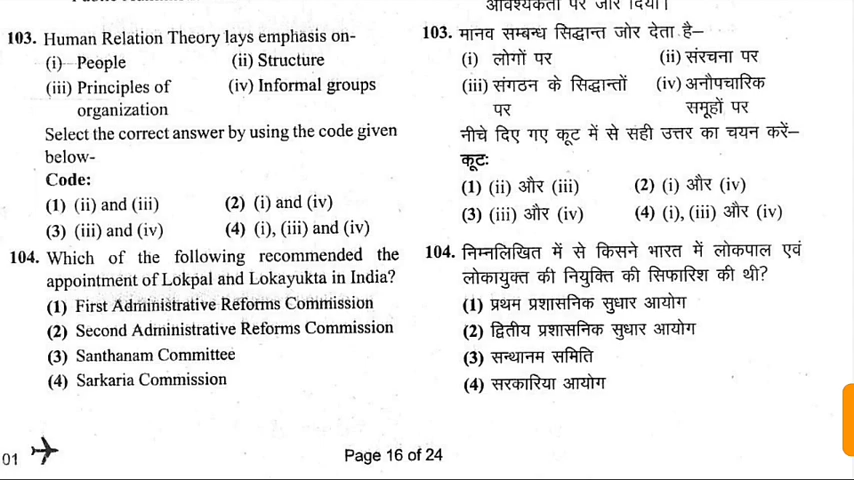 103. Human Relation Theory lays emphasis on-
(i) People (ii) Structure
(iii) Principles of (iv) Informal groups
organization
Select the correct answer by using the code given
below-
Code:
(1) (ii) and (iii) (2) (i) and (iv)
(3) (iii) and (iv) (4) (i), (iii) and (iv)
104. Which of the following recommended the
appointment of Lokpal and Lokayukta in India?
(1) First Administrative Reforms Commission
(2) Second Administrative Reforms Commission
(3) Santhanam Committee
(4) Sarkaria Commission
आवश्यकता पर जोर दिया।
103. मानव सम्बन्ध सिद्धान्त जोर देता है–
(i) लोगों पर (ii) संरचना पर
(iii) संगठन के सिद्धान्तों (iv) अनौपचारिक
पर समूहों पर
नीचे दिए गए कूट में से सही उत्तर का चयन करें–
कूटः
(1) (ii) और (iii) (2) (i) और (iv)
(3) (iii) और (iv) (4) (i), (iii) और (iv)
104. निम्नलिखित में से किसने भारत में लोकपाल एवं
लोकायुक्त की नियुक्ति की सिफारिश की थी?
(1) प्रथम प्रशासनिक सुधार आयोग
(2) द्वितीय प्रशासनिक सुधार आयोग
(3) सन्थानम समिति
(4) सरकारिया आयोग
01 Page 16 of 24